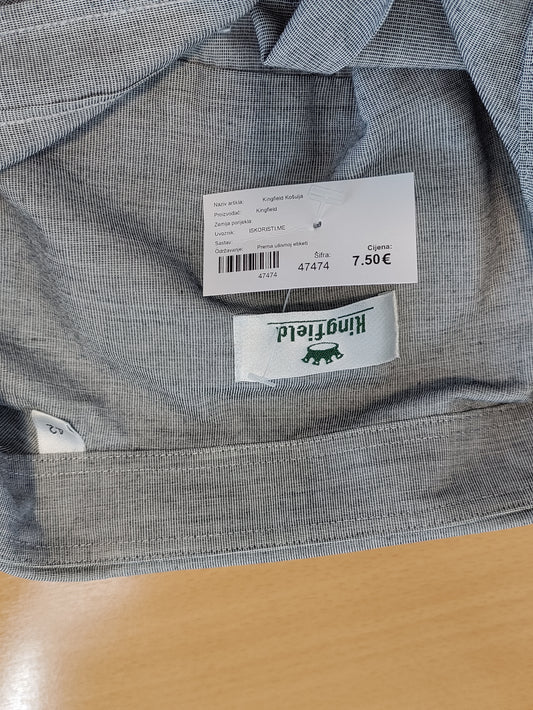 Naziv artikla: Kingfield Košulja
Proizvođač: Kingfield
Zemlja porijekla
Uvoznik: ISKORISTI.ME
Sastav:
Održavanje: Prema ušivnoj etiketi
Šifra: Cijena:
47474 47474 7.50€
Kingfield